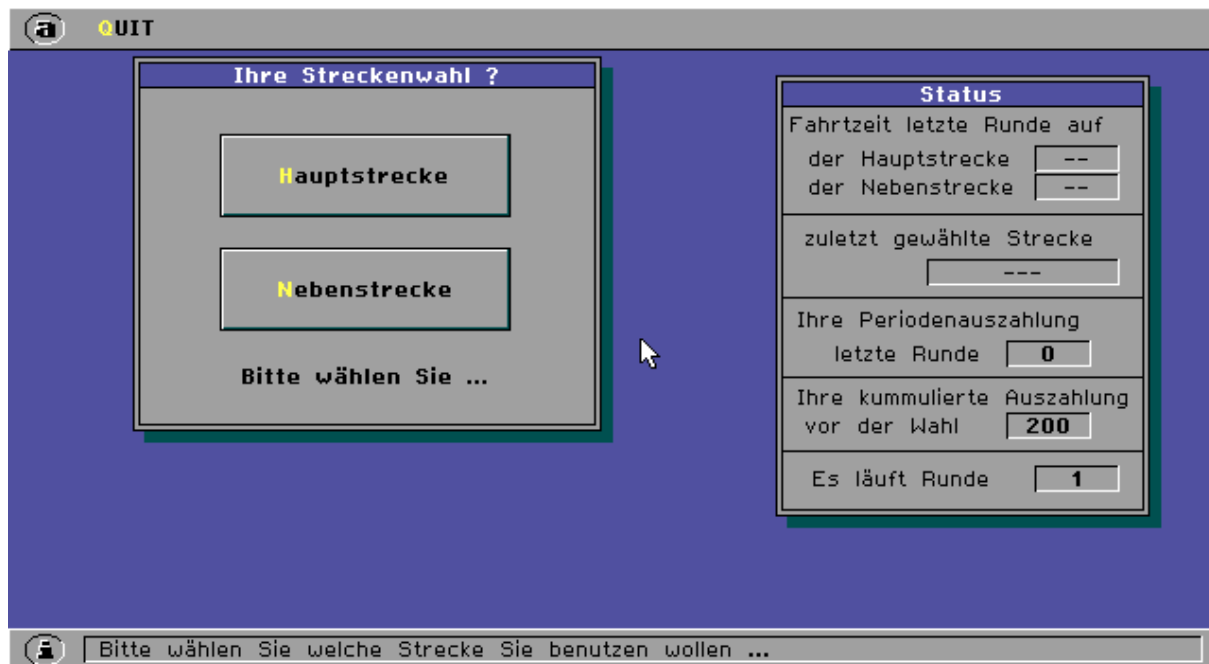 a QUIT
Ihre Streckenwahl ?
Hauptstrecke
Nebenstrecke
Bitte wählen Sie ...
Status
Fahrtzeit letzte Runde auf
der Hauptstrecke --
der Nebenstrecke --
zuletzt gewählte Strecke
---
Ihre Periodenauszahlung
letzte Runde 0
Ihre kummulierte Auszahlung
vor der Wahl 200
Es läuft Runde 1
i Bitte wählen Sie welche Strecke Sie benutzen wollen ...